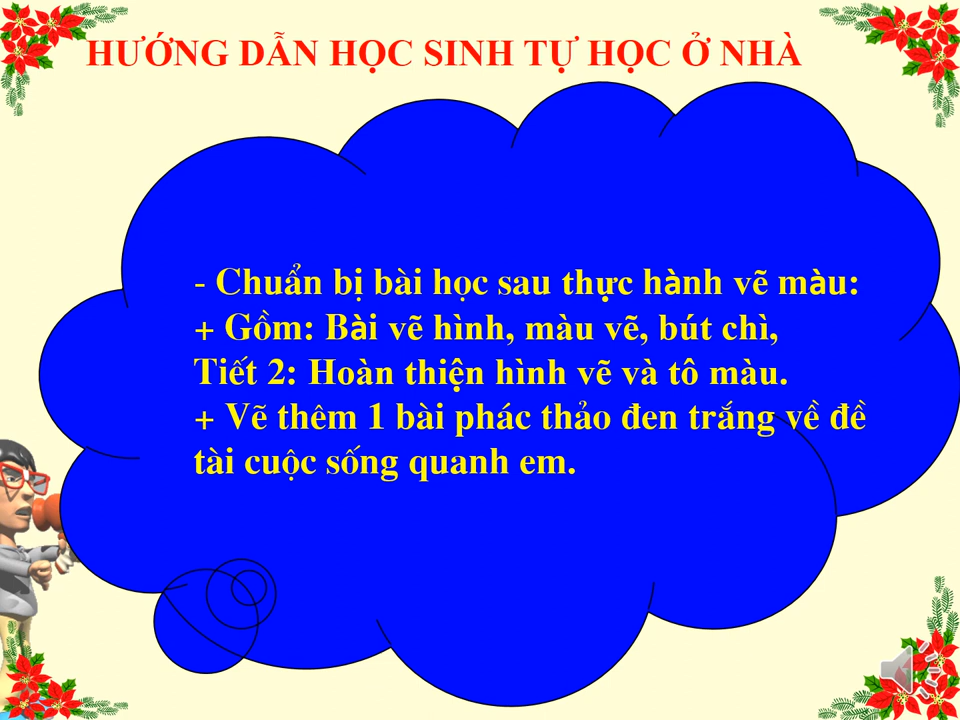 HƯỚNG DẪN HỌC SINH TỰ HỌC Ở NHÀ
- Chuẩn bị bài học sau thực hành vẽ màu:
+ Gồm: Bài vẽ hình, màu vẽ, bút chì,
Tiết 2: Hoàn thiện hình vẽ và tô màu.
+ Vẽ thêm 1 bài phác thảo đen trắng về đề
tài cuộc sống quanh em.